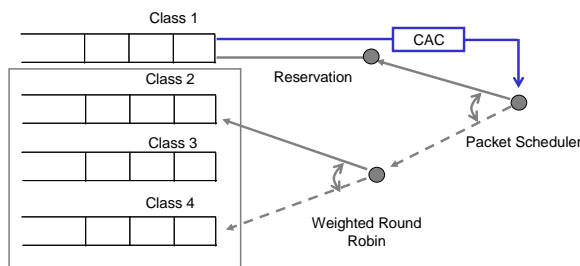 Class 1
CAC
Reservation
Class 2
Packet Scheduler
Class 3
Class 4
Weighted Round
Robin